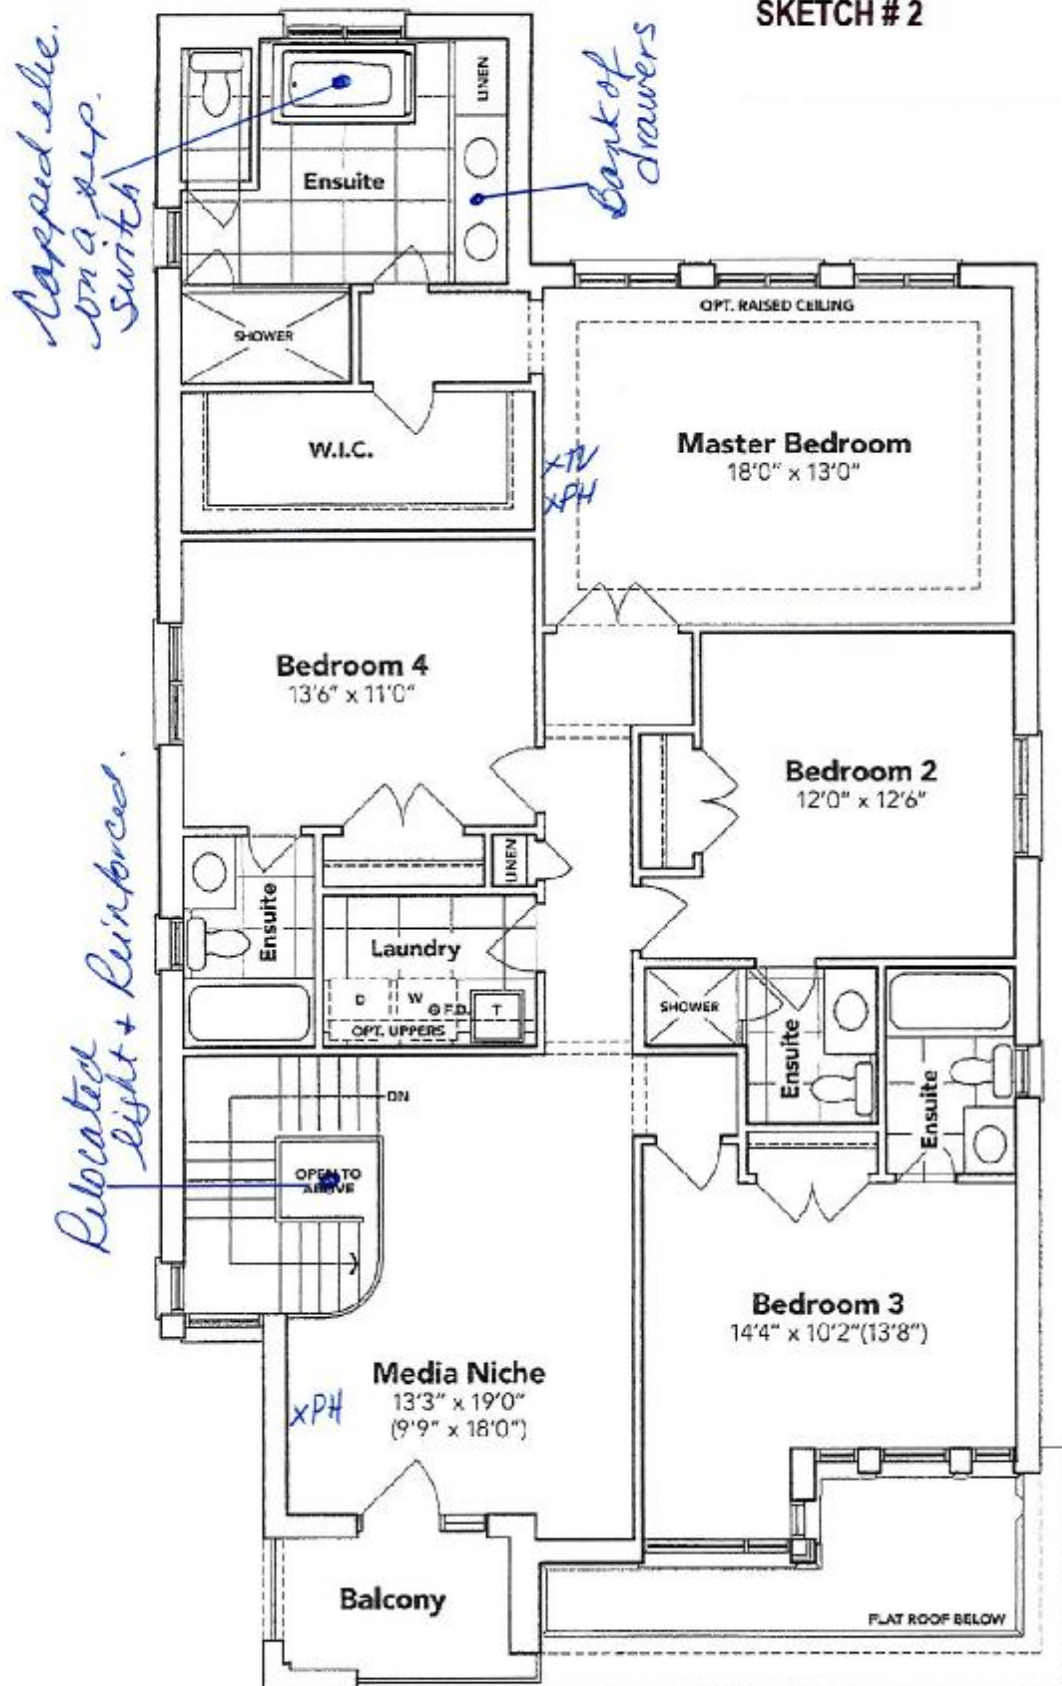 SKETCH # 2
Capped elec.
on a sep.
switch
Bank of
drawers
LINEN
Ensuite
SHOWER
OPT. RAISED CEILING
W.I.C.
Master Bedroom
18'0" x 13'0"
xTV
xPH
Bedroom 4
13'6" x 11'0"
Bedroom 2
12'0" x 12'6"
LINEN
Ensuite
Laundry
D
W
F.D.
T
OPT. UPPERS
SHOWER
Ensuite
Ensuite
Relocated
light + Reinforced.
DN
OPEN TO
ABOVE
Bedroom 3
14'4" x 10'2"(13'8")
Media Niche
13'3" x 19'0"
(9'9" x 18'0")
xPH
Balcony
FLAT ROOF BELOW